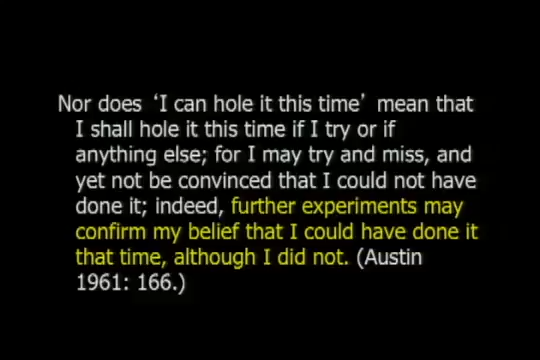 Nor does ‘I can hole it this time’ mean that
I shall hole it this time if I try or if
anything else; for I may try and miss, and
yet not be convinced that I could not have
done it; indeed, further experiments may
confirm my belief that I could have done it
that time, although I did not. (Austin
1961: 166.)